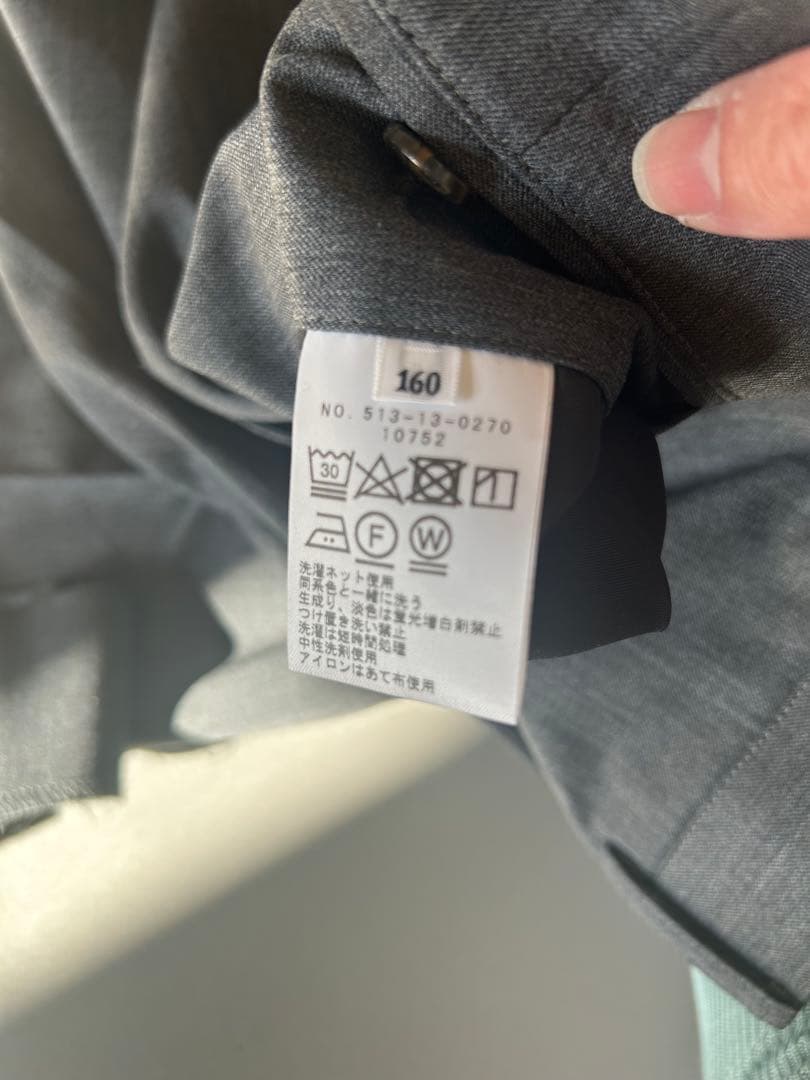 160
NO. 513-13-0270
10752
30
F W
洗濯ネット使用
同系色と一緒に洗う
生成り、淡色は蛍光増白剤禁止
つけ置き洗い禁止
洗濯は短時間処理
中性洗剤使用
アイロンはあて布使用